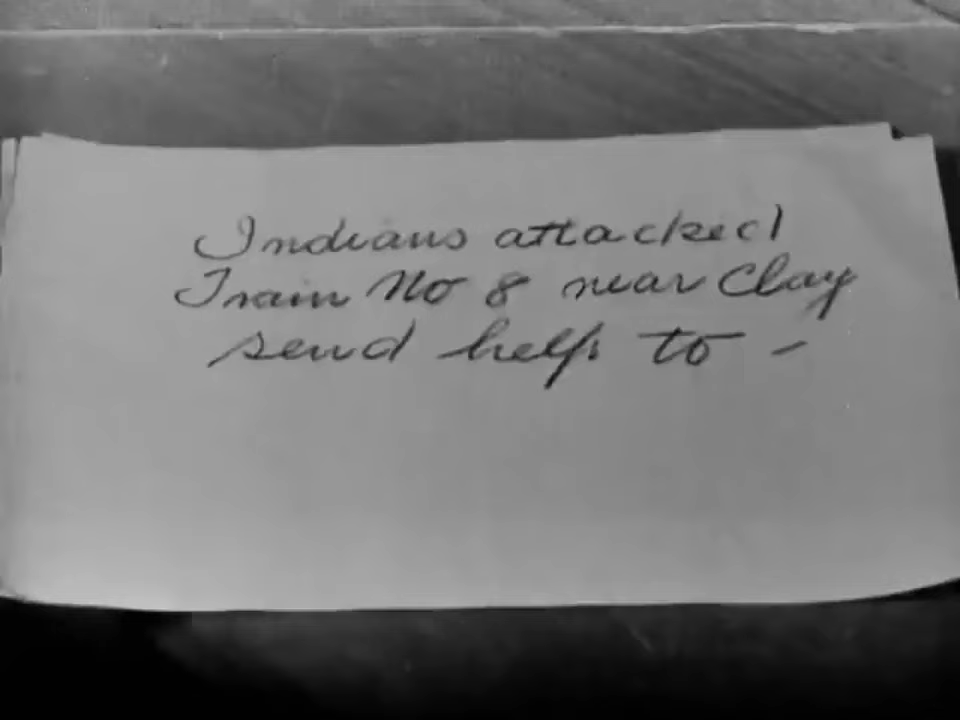 Indians attacked
Train No 8 near Clay
send help to -